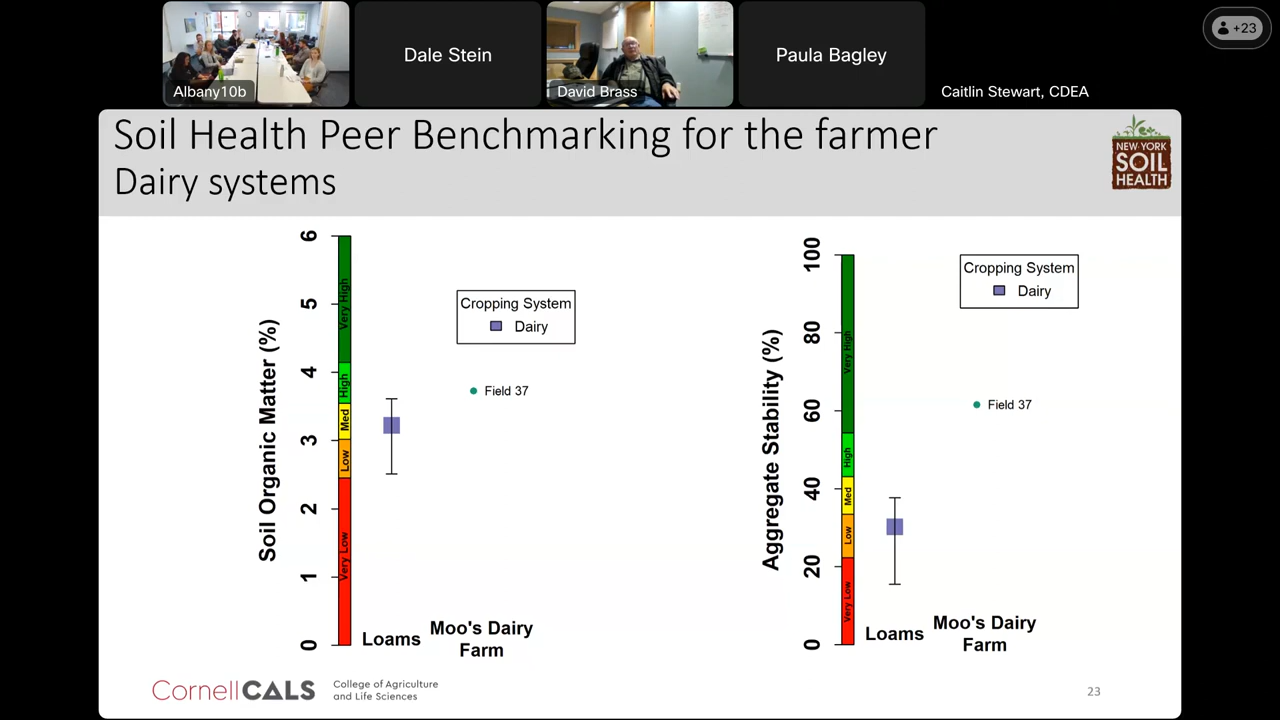 +23
Albany10b
Dale Stein
David Brass
Paula Bagley
Caitlin Stewart, CDEA
Soil Health Peer Benchmarking for the farmer
Dairy systems
NEW YORK
SOIL
HEALTH
Soil Organic Matter (%)
6
5
4
3
2
1
0
Very High
High
Med
Low
Very Low
Cropping System
Dairy
Field 37
Loams
Moo's Dairy
Farm
Aggregate Stability (%)
100
80
60
40
20
0
Very High
High
Med
Low
Very Low
Cropping System
Dairy
Field 37
Loams
Moo's Dairy
Farm
CornellCALS
College of Agriculture
and Life Sciences
23